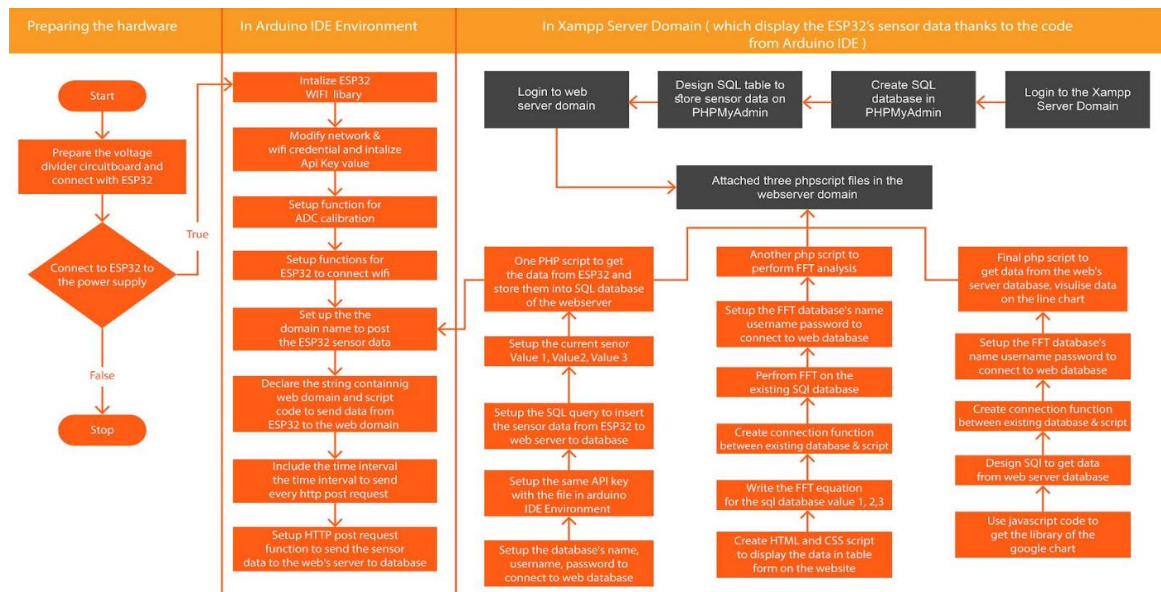 Preparing the hardware
In Arduino IDE Environment
In Xampp Server Domain ( which display the ESP32's sensor data thanks to the code
from Arduino IDE )
Start
Prepare the voltage
divider circuitboard and
connect with ESP32
Connect to ESP32 to
the power supply
True
False
Stop
Intalize ESP32
WIFI libary
Modify network &
wifi credential and intalize
Api Key value
Setup function for
ADC calibration
Setup functions for
ESP32 to connect wifi
Set up the the
domain name to post
the ESP32 sensor data
Declare the string containnig
web domain and script
code to send data from
ESP32 to the web domain
Include the time interval
the time interval to send
every http post request
Setup HTTP post request
function to send the sensor
data to the web's server to database
Login to web
server domain
Design SQL table to
store sensor data on
PHPMyAdmin
Create SQL
database in
PHPMyAdmin
Login to the Xampp
Server Domain
Attached three phpscript files in the
webserver domain
One PHP script to get
the data from ESP32 and
store them into SQL database
of the webserver
Setup the current senor
Value 1, Value2, Value 3
Setup the SQL query to insert
the sensor data from ESP32 to
web server to database
Setup the same API key
with the file in arduino
IDE Environment
Setup the database's name,
username, password to
connect to web database
Another php script to
perform FFT analysis
Setup the FFT database's name
username password to
connect to web database
Perfrom FFT on the
existing SQl database
Create connection function
between existing database & script
Write the FFT equation
for the sql database value 1, 2,3
Create HTML and CSS script
to display the data in table
form on the website
Final php script to
get data from the web's
server database, visulise data
on the line chart
Setup the FFT database's
name username password to
connect to web database
Create connection function
between existing database & script
Design SQl to get data
from web server database
Use javascript code to
get the library of the
google chart